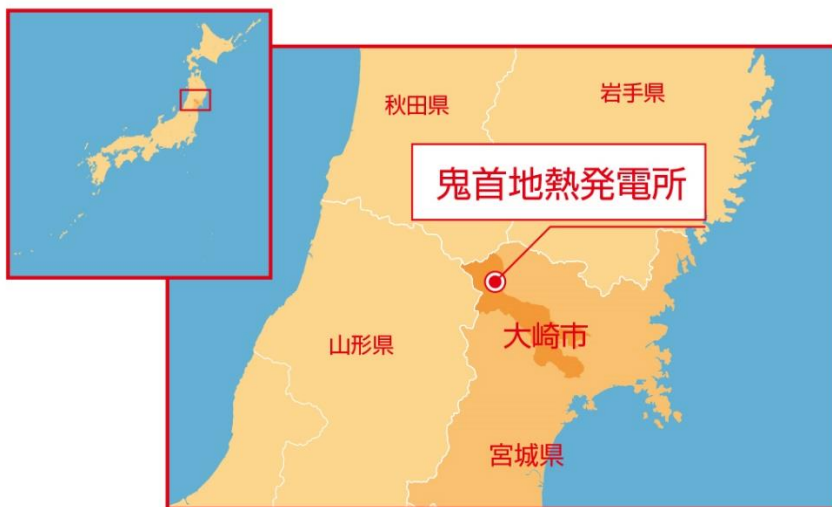 秋田県
岩手県
鬼首地熱発電所
山形県
大崎市
宮城県